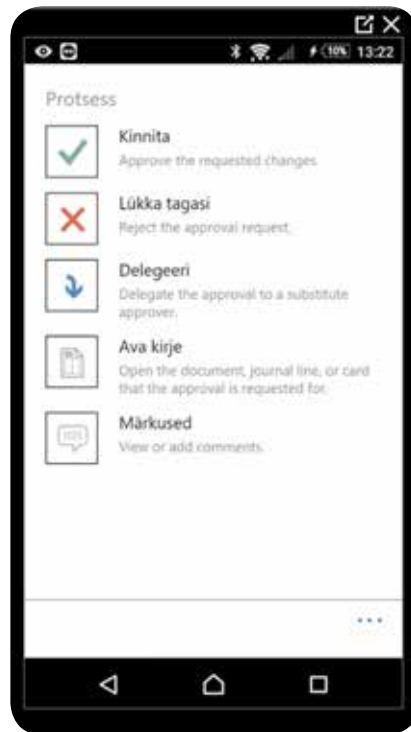 10% 13:22
Protsess
Kinnita
Approve the requested changes.
Lükka tagasi
Reject the approval request.
Delegeeri
Delegate the approval to a substitute
approver.
Ava kirje
Open the document, journal line, or card
that the approval is requested for.
Märkused
View or add comments.